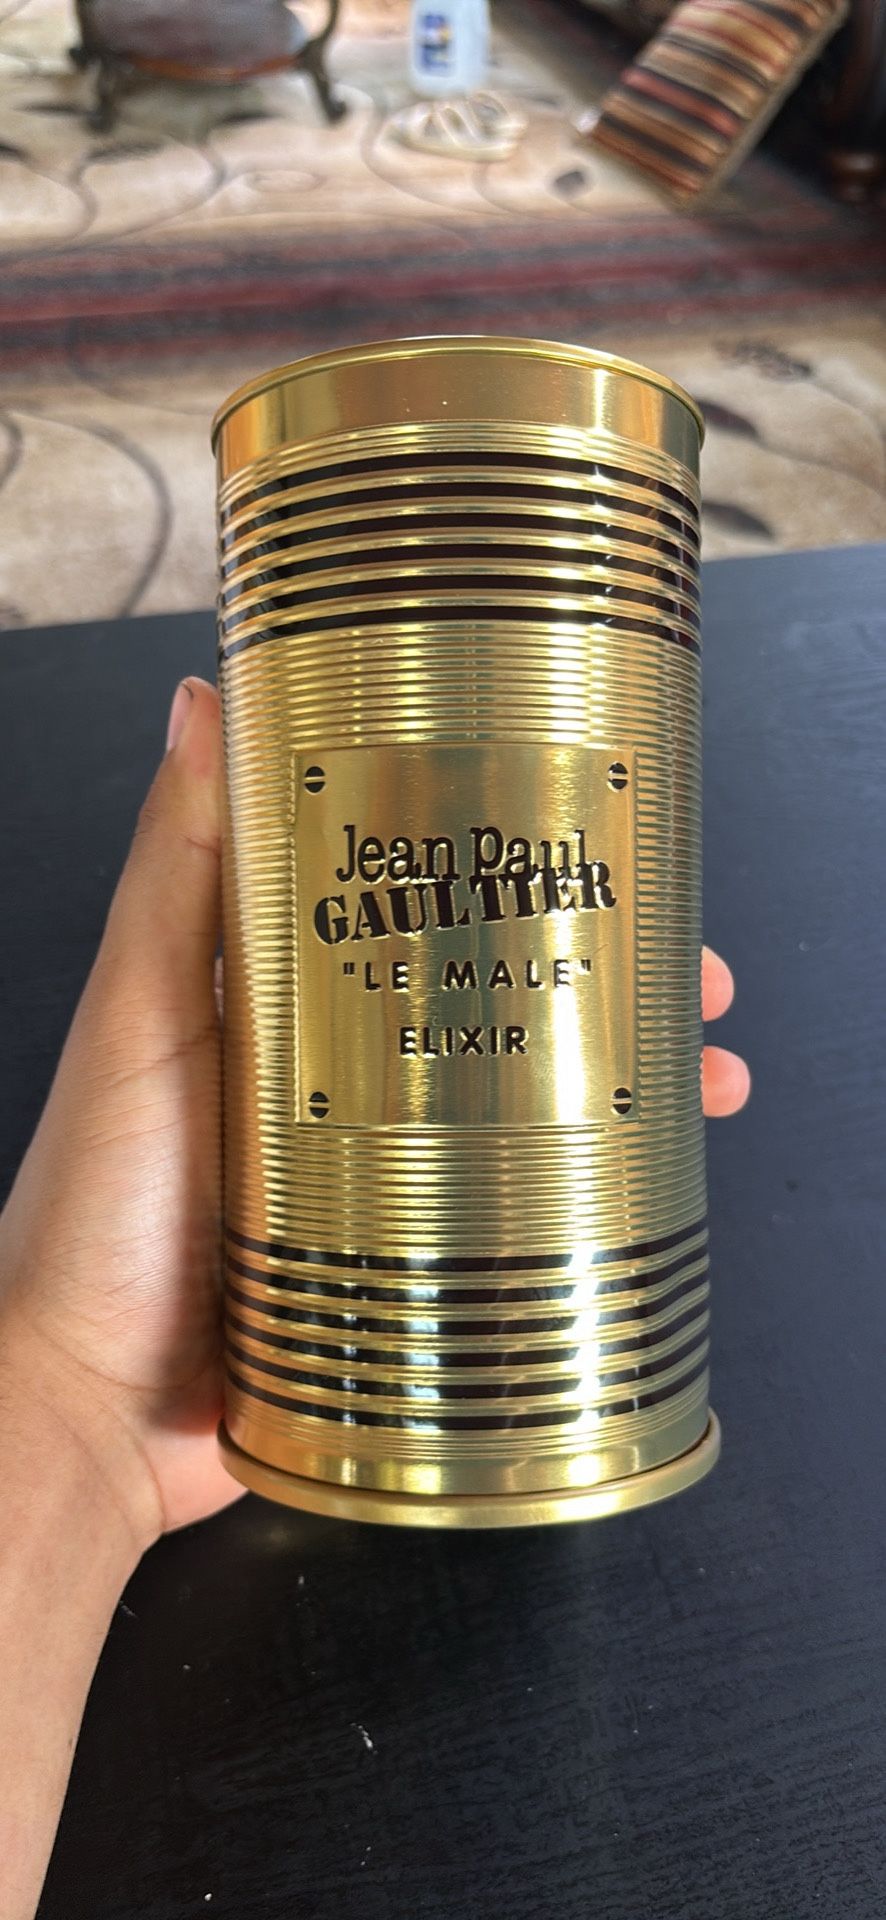 Jean Paul
GAULTIER
"LE MALE"
ELIXIR